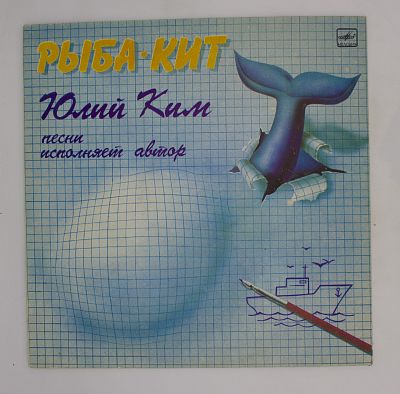 РЫБА·КИТ
Юлий Ким
песни
исполняет автор